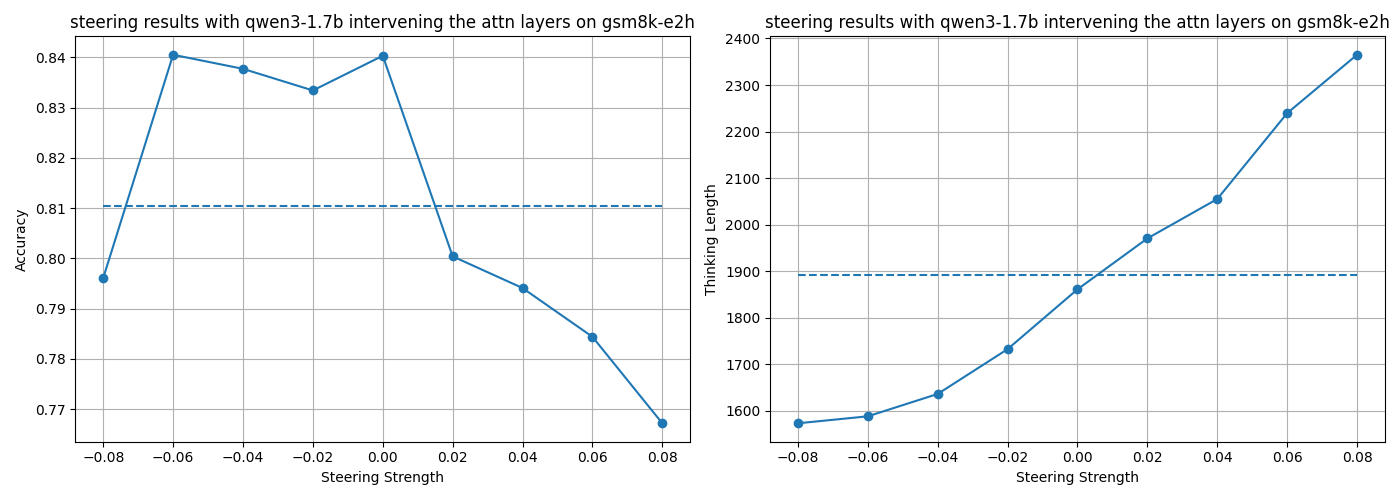 steering results with qwen3-1.7b intervening the attn layers on gsm8k-e2h
0.84
0.83
0.82
0.81
0.80
0.79
0.78
0.77
Accuracy
−0.08 −0.06 −0.04 −0.02 0.00 0.02 0.04 0.06 0.08
Steering Strength
steering results with qwen3-1.7b intervening the attn layers on gsm8k-e2h
2400
2300
2200
2100
2000
1900
1800
1700
1600
Thinking Length
−0.08 −0.06 −0.04 −0.02 0.00 0.02 0.04 0.06 0.08
Steering Strength